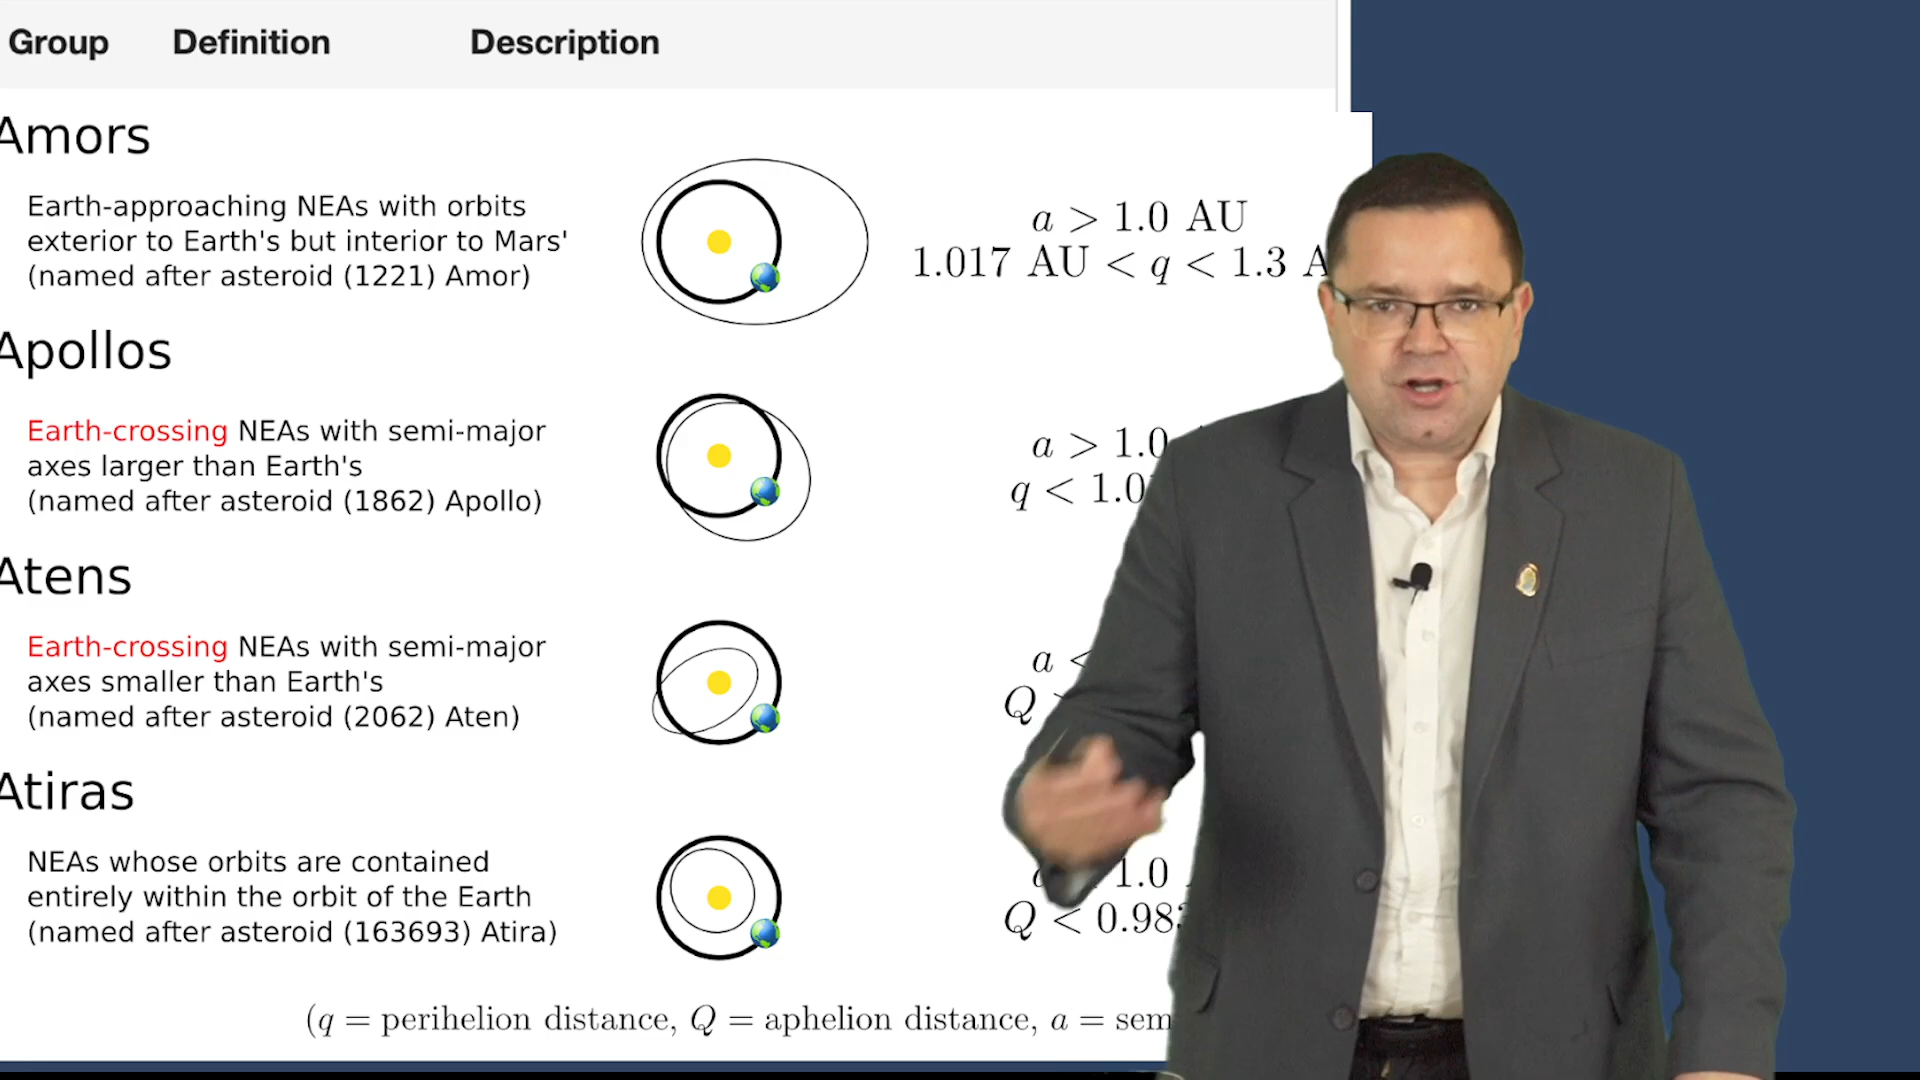 Group Definition Description
Amors
Earth-approaching NEAs with orbits
exterior to Earth's but interior to Mars'
(named after asteroid (1221) Amor)
a > 1.0 AU
1.017 AU < q < 1.3 A
Apollos
Earth-crossing NEAs with semi-major
axes larger than Earth's
(named after asteroid (1862) Apollo)
a > 1.0
q < 1.0
Atens
Earth-crossing NEAs with semi-major
axes smaller than Earth's
(named after asteroid (2062) Aten)
a <
Q
Atiras
NEAs whose orbits are contained
entirely within the orbit of the Earth
(named after asteroid (163693) Atira)
1.0
Q < 0.983
(q = perihelion distance, Q = aphelion distance, a = sem